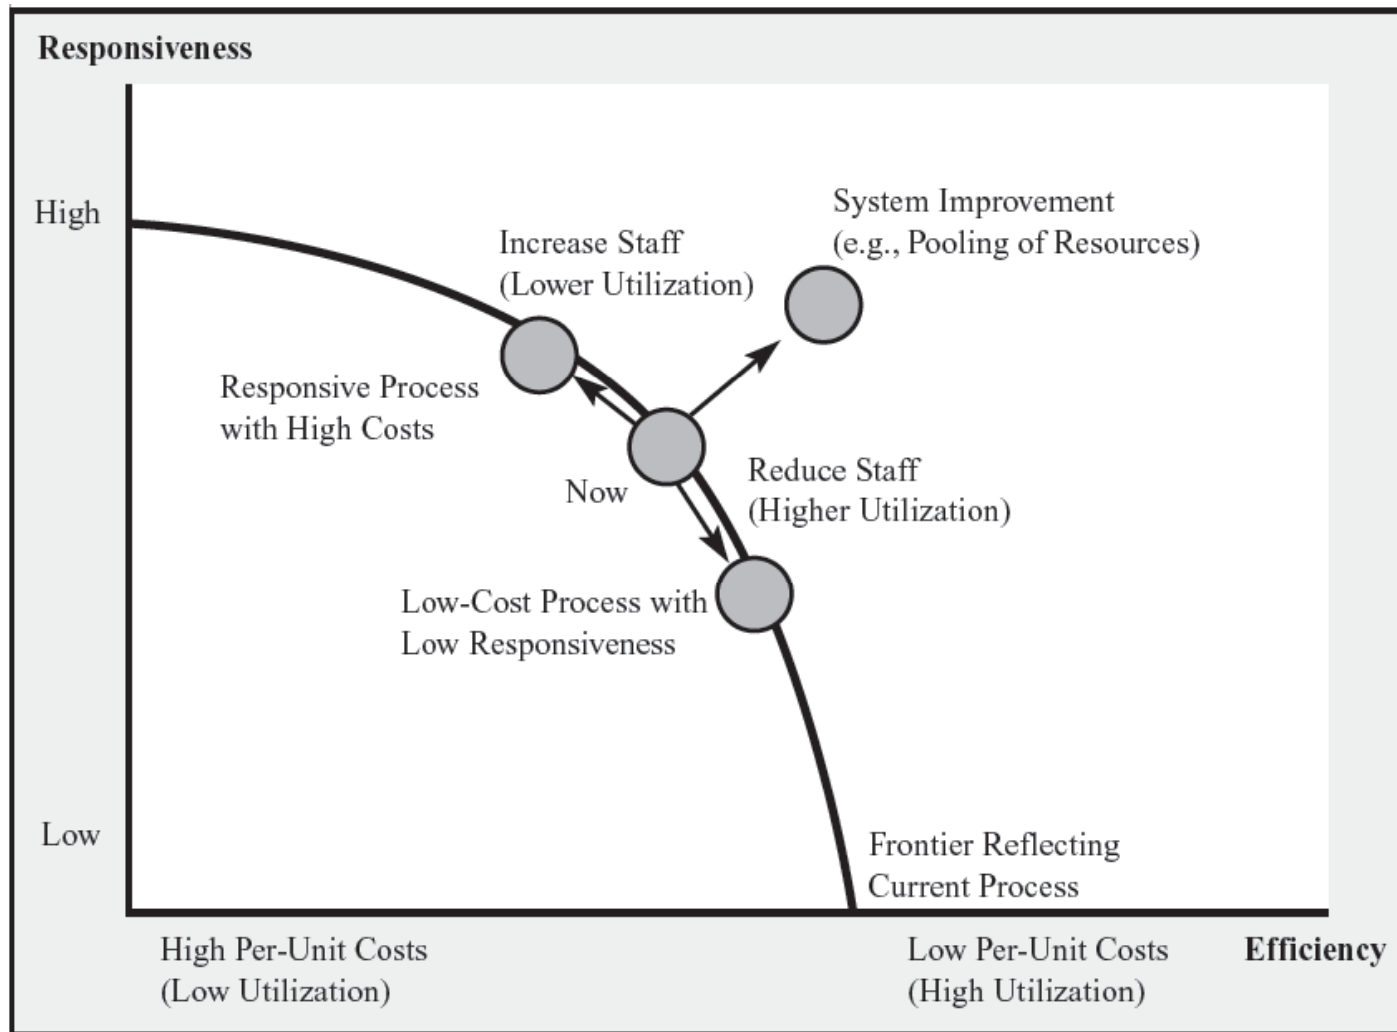 Responsiveness
High
System Improvement
(e.g., Pooling of Resources)
Increase Staff
(Lower Utilization)
Responsive Process
with High Costs
Now
Reduce Staff
(Higher Utilization)
Low-Cost Process with
Low Responsiveness
Low
Frontier Reflecting
Current Process
High Per-Unit Costs
(Low Utilization)
Low Per-Unit Costs
(High Utilization)
Efficiency